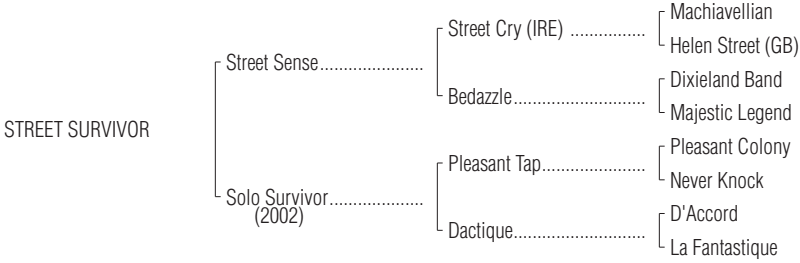 Machiavellian
Street Cry (IRE) ................
Helen Street (GB)
Street Sense......................
Dixieland Band
Bedazzle............................
Majestic Legend
STREET SURVIVOR
Pleasant Colony
Pleasant Tap......................
Never Knock
Solo Survivor....................
(2002)
D'Accord
Dactique............................
La Fantastique